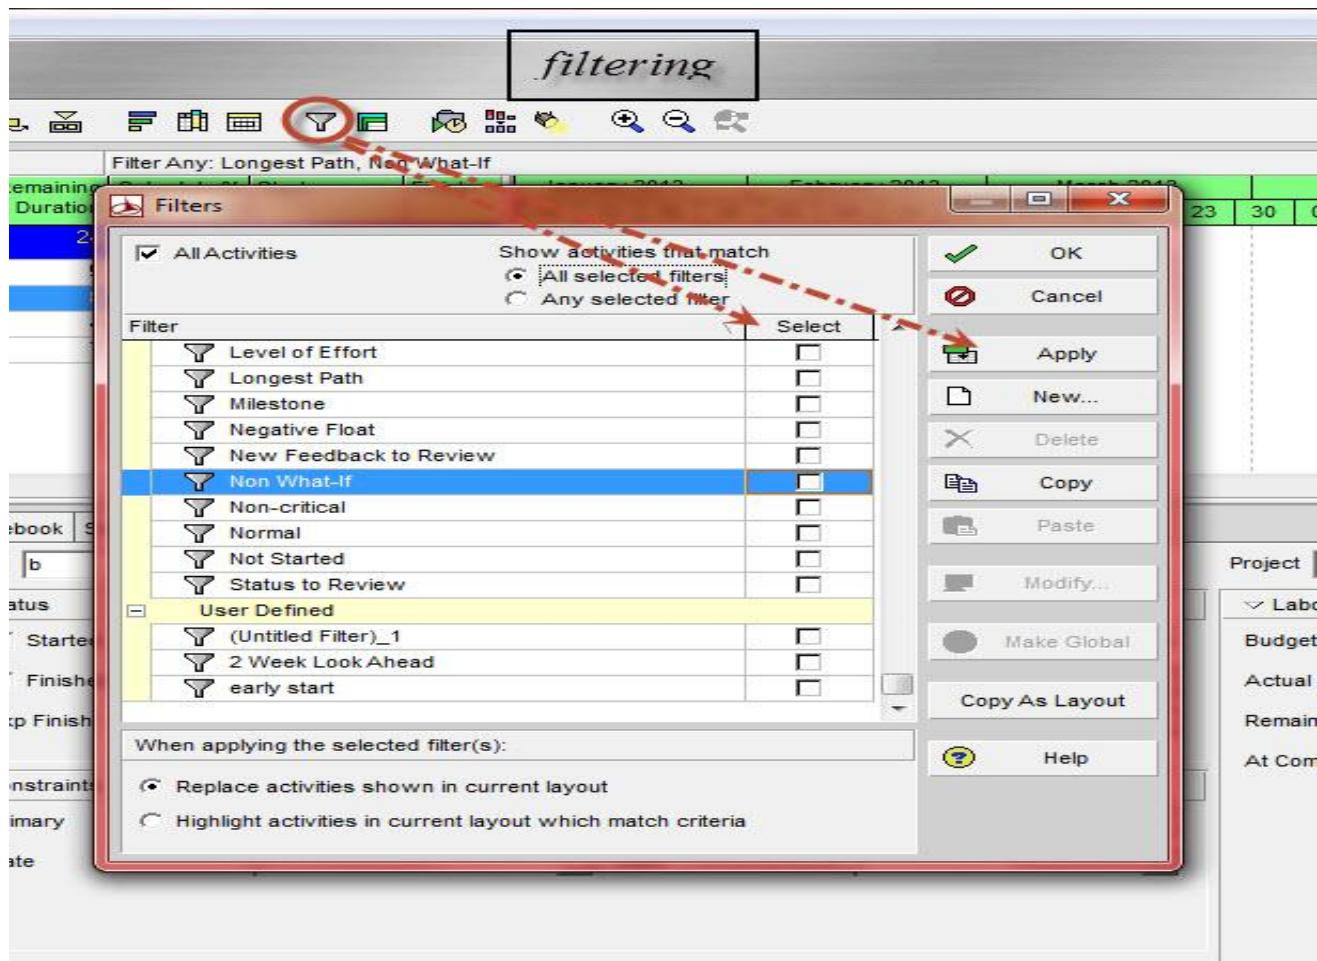 filtering
Filter Any: Longest Path, Non What-If
Duration
23 30
Filters
All Activities
Show activities that match
All selected filters
Any selected filter
Filter Select
Level of Effort
Longest Path
Milestone
Negative Float
New Feedback to Review
Non What-If
Non-critical
Normal
Not Started
Status to Review
User Defined
(Untitled Filter)_1
2 Week Look Ahead
early start
When applying the selected filter(s):
Replace activities shown in current layout
Highlight activities in current layout which match criteria
OK
Cancel
Apply
New...
Delete
Copy
Paste
Modify...
Make Global
Copy As Layout
Help
b
Project
Budget
Actual